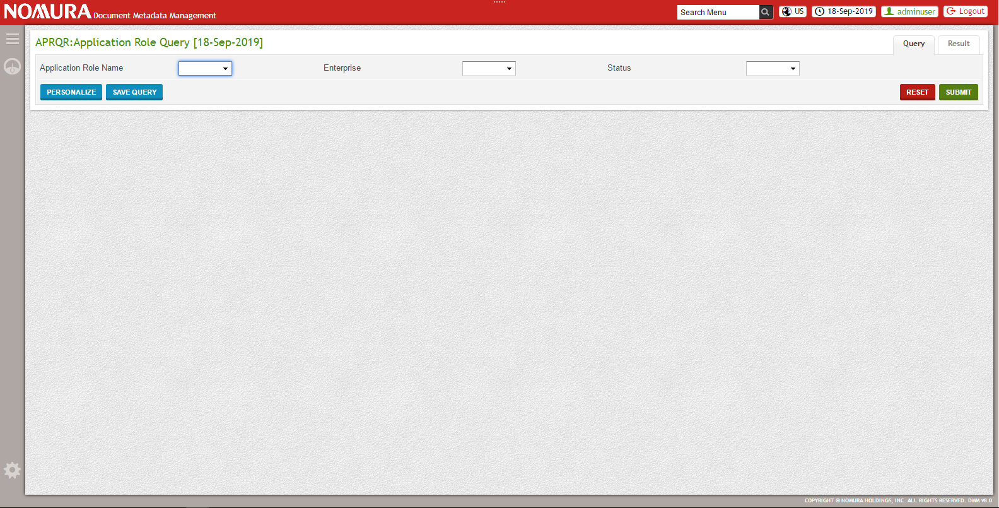 NOMURA Document Metadata Management
Search Menu
US
18-Sep-2019
adminuser
Logout
APRQR:Application Role Query [18-Sep-2019]
Query
Result
Application Role Name
Enterprise
Status
PERSONALIZE
SAVE QUERY
RESET
SUBMIT
COPYRIGHT © NOMURA HOLDINGS, INC. ALL RIGHTS RESERVED. DMM v8.0